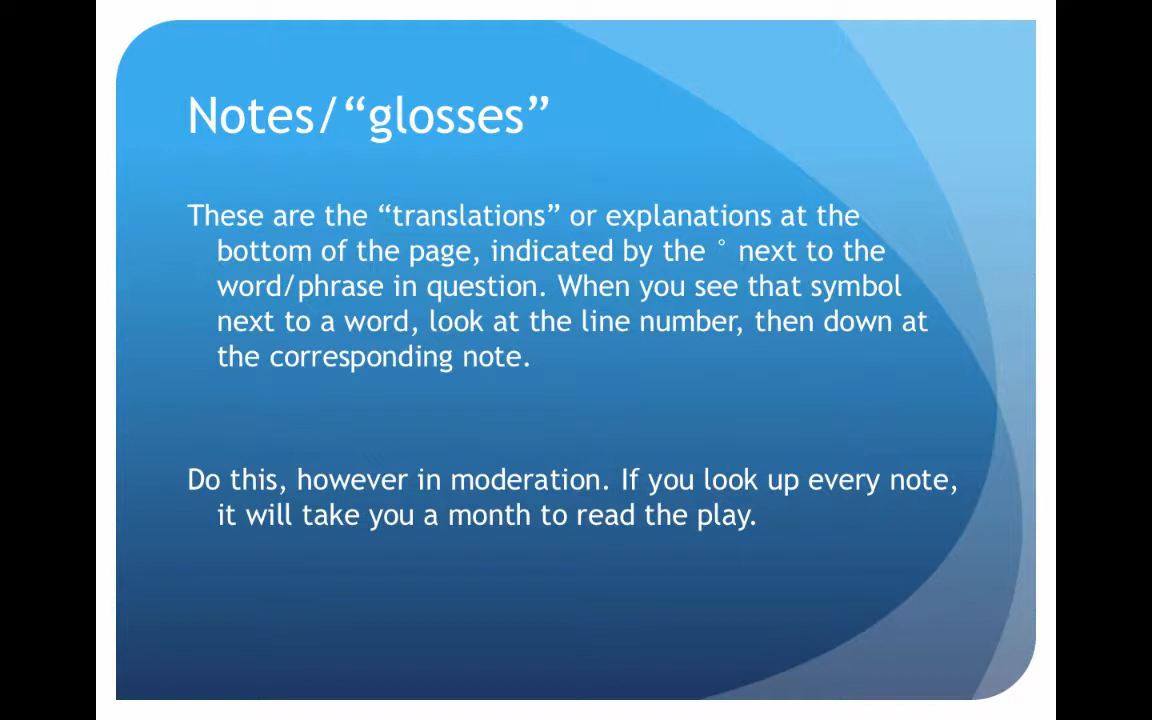 Notes/“glosses”
These are the “translations” or explanations at the
bottom of the page, indicated by the ° next to the
word/phrase in question. When you see that symbol
next to a word, look at the line number, then down at
the corresponding note.
Do this, however in moderation. If you look up every note,
it will take you a month to read the play.